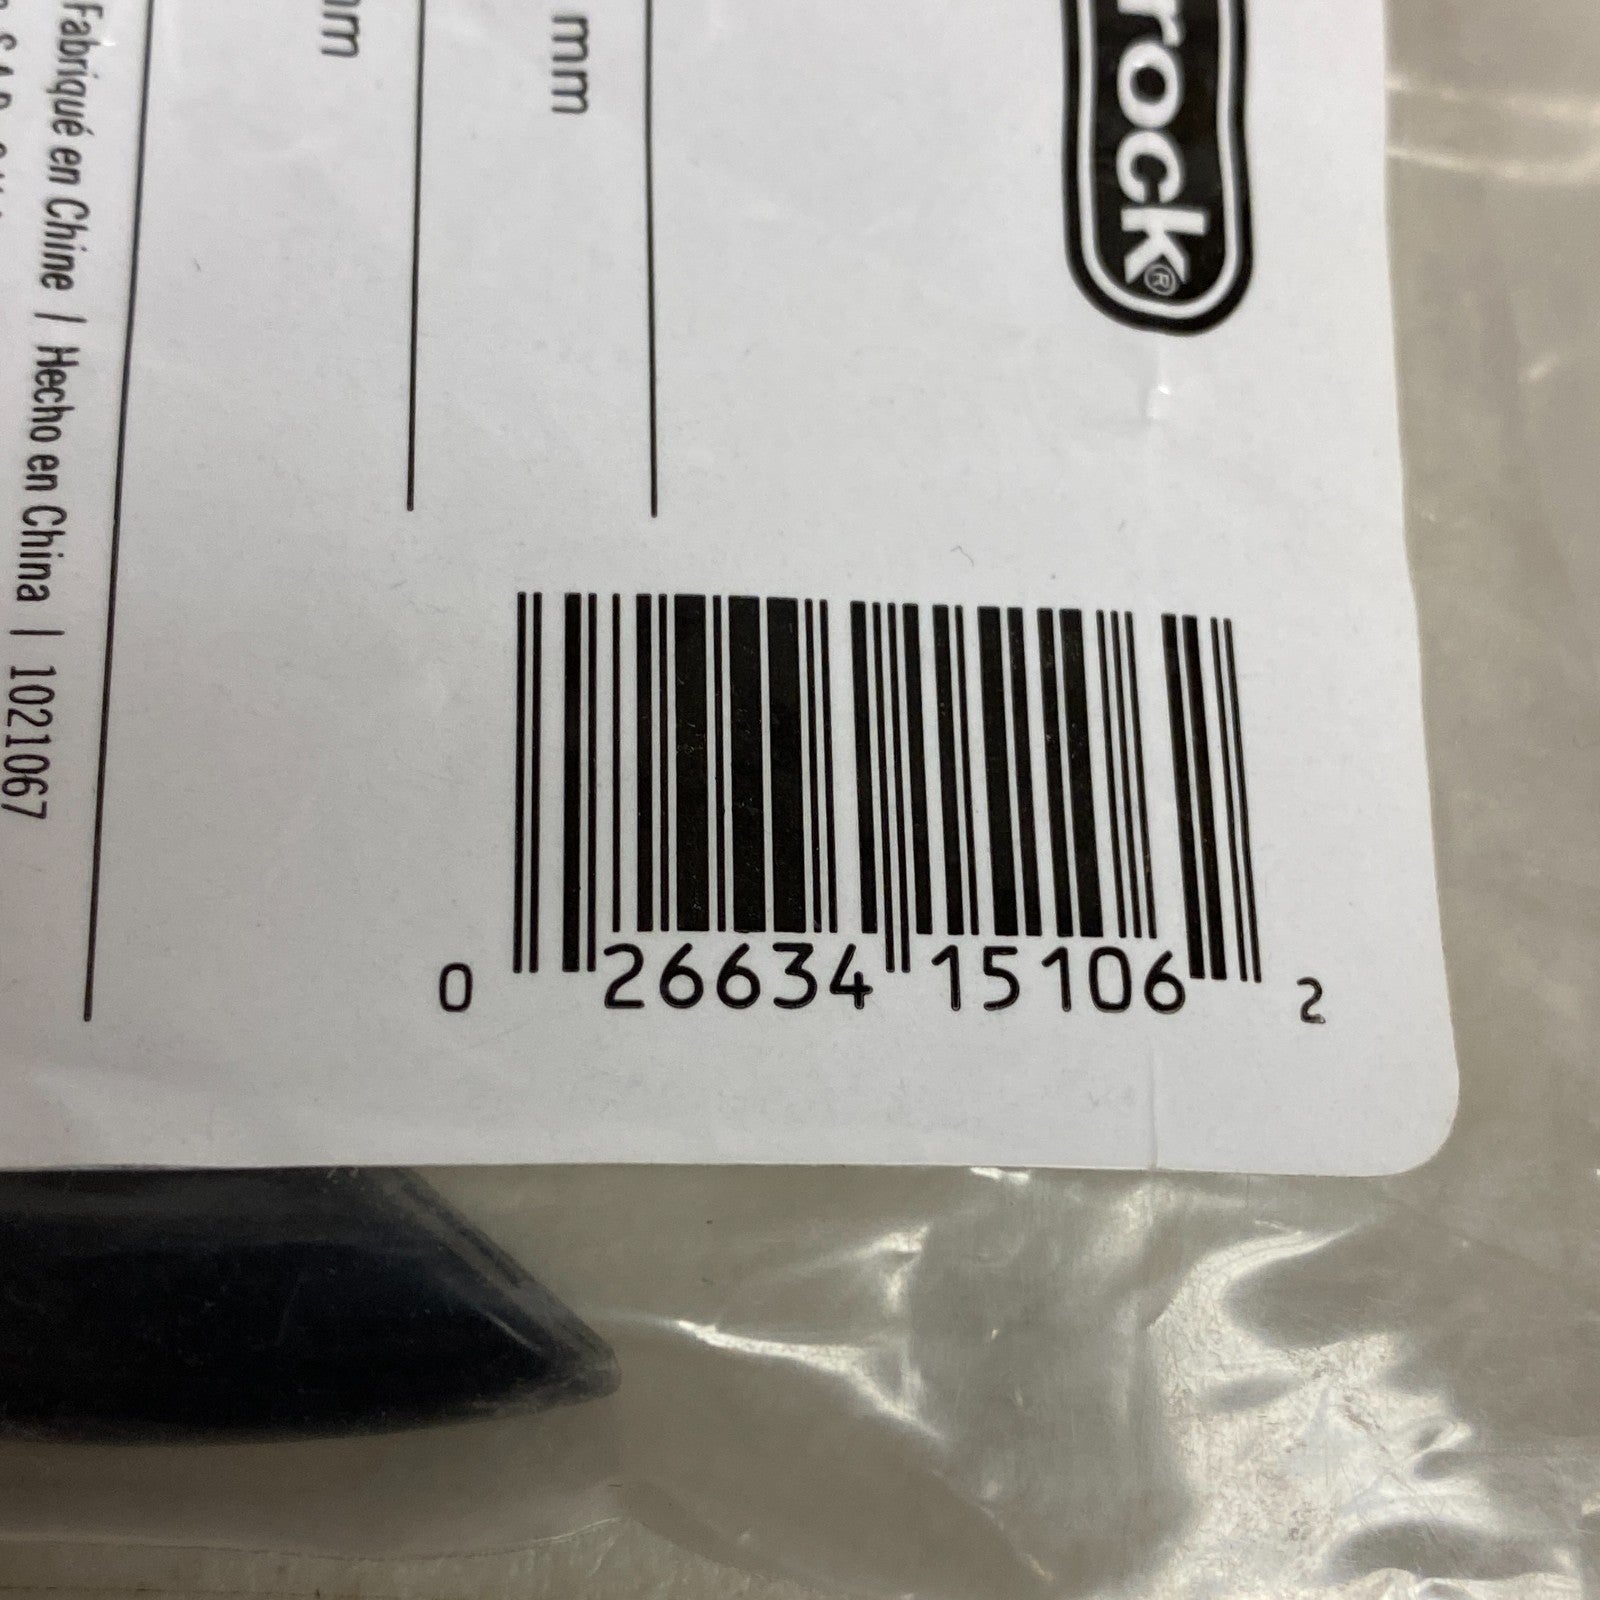 rock®
mm
Fabriqué en Chine | Hecho en China | 1021067
0 26634 15106 2